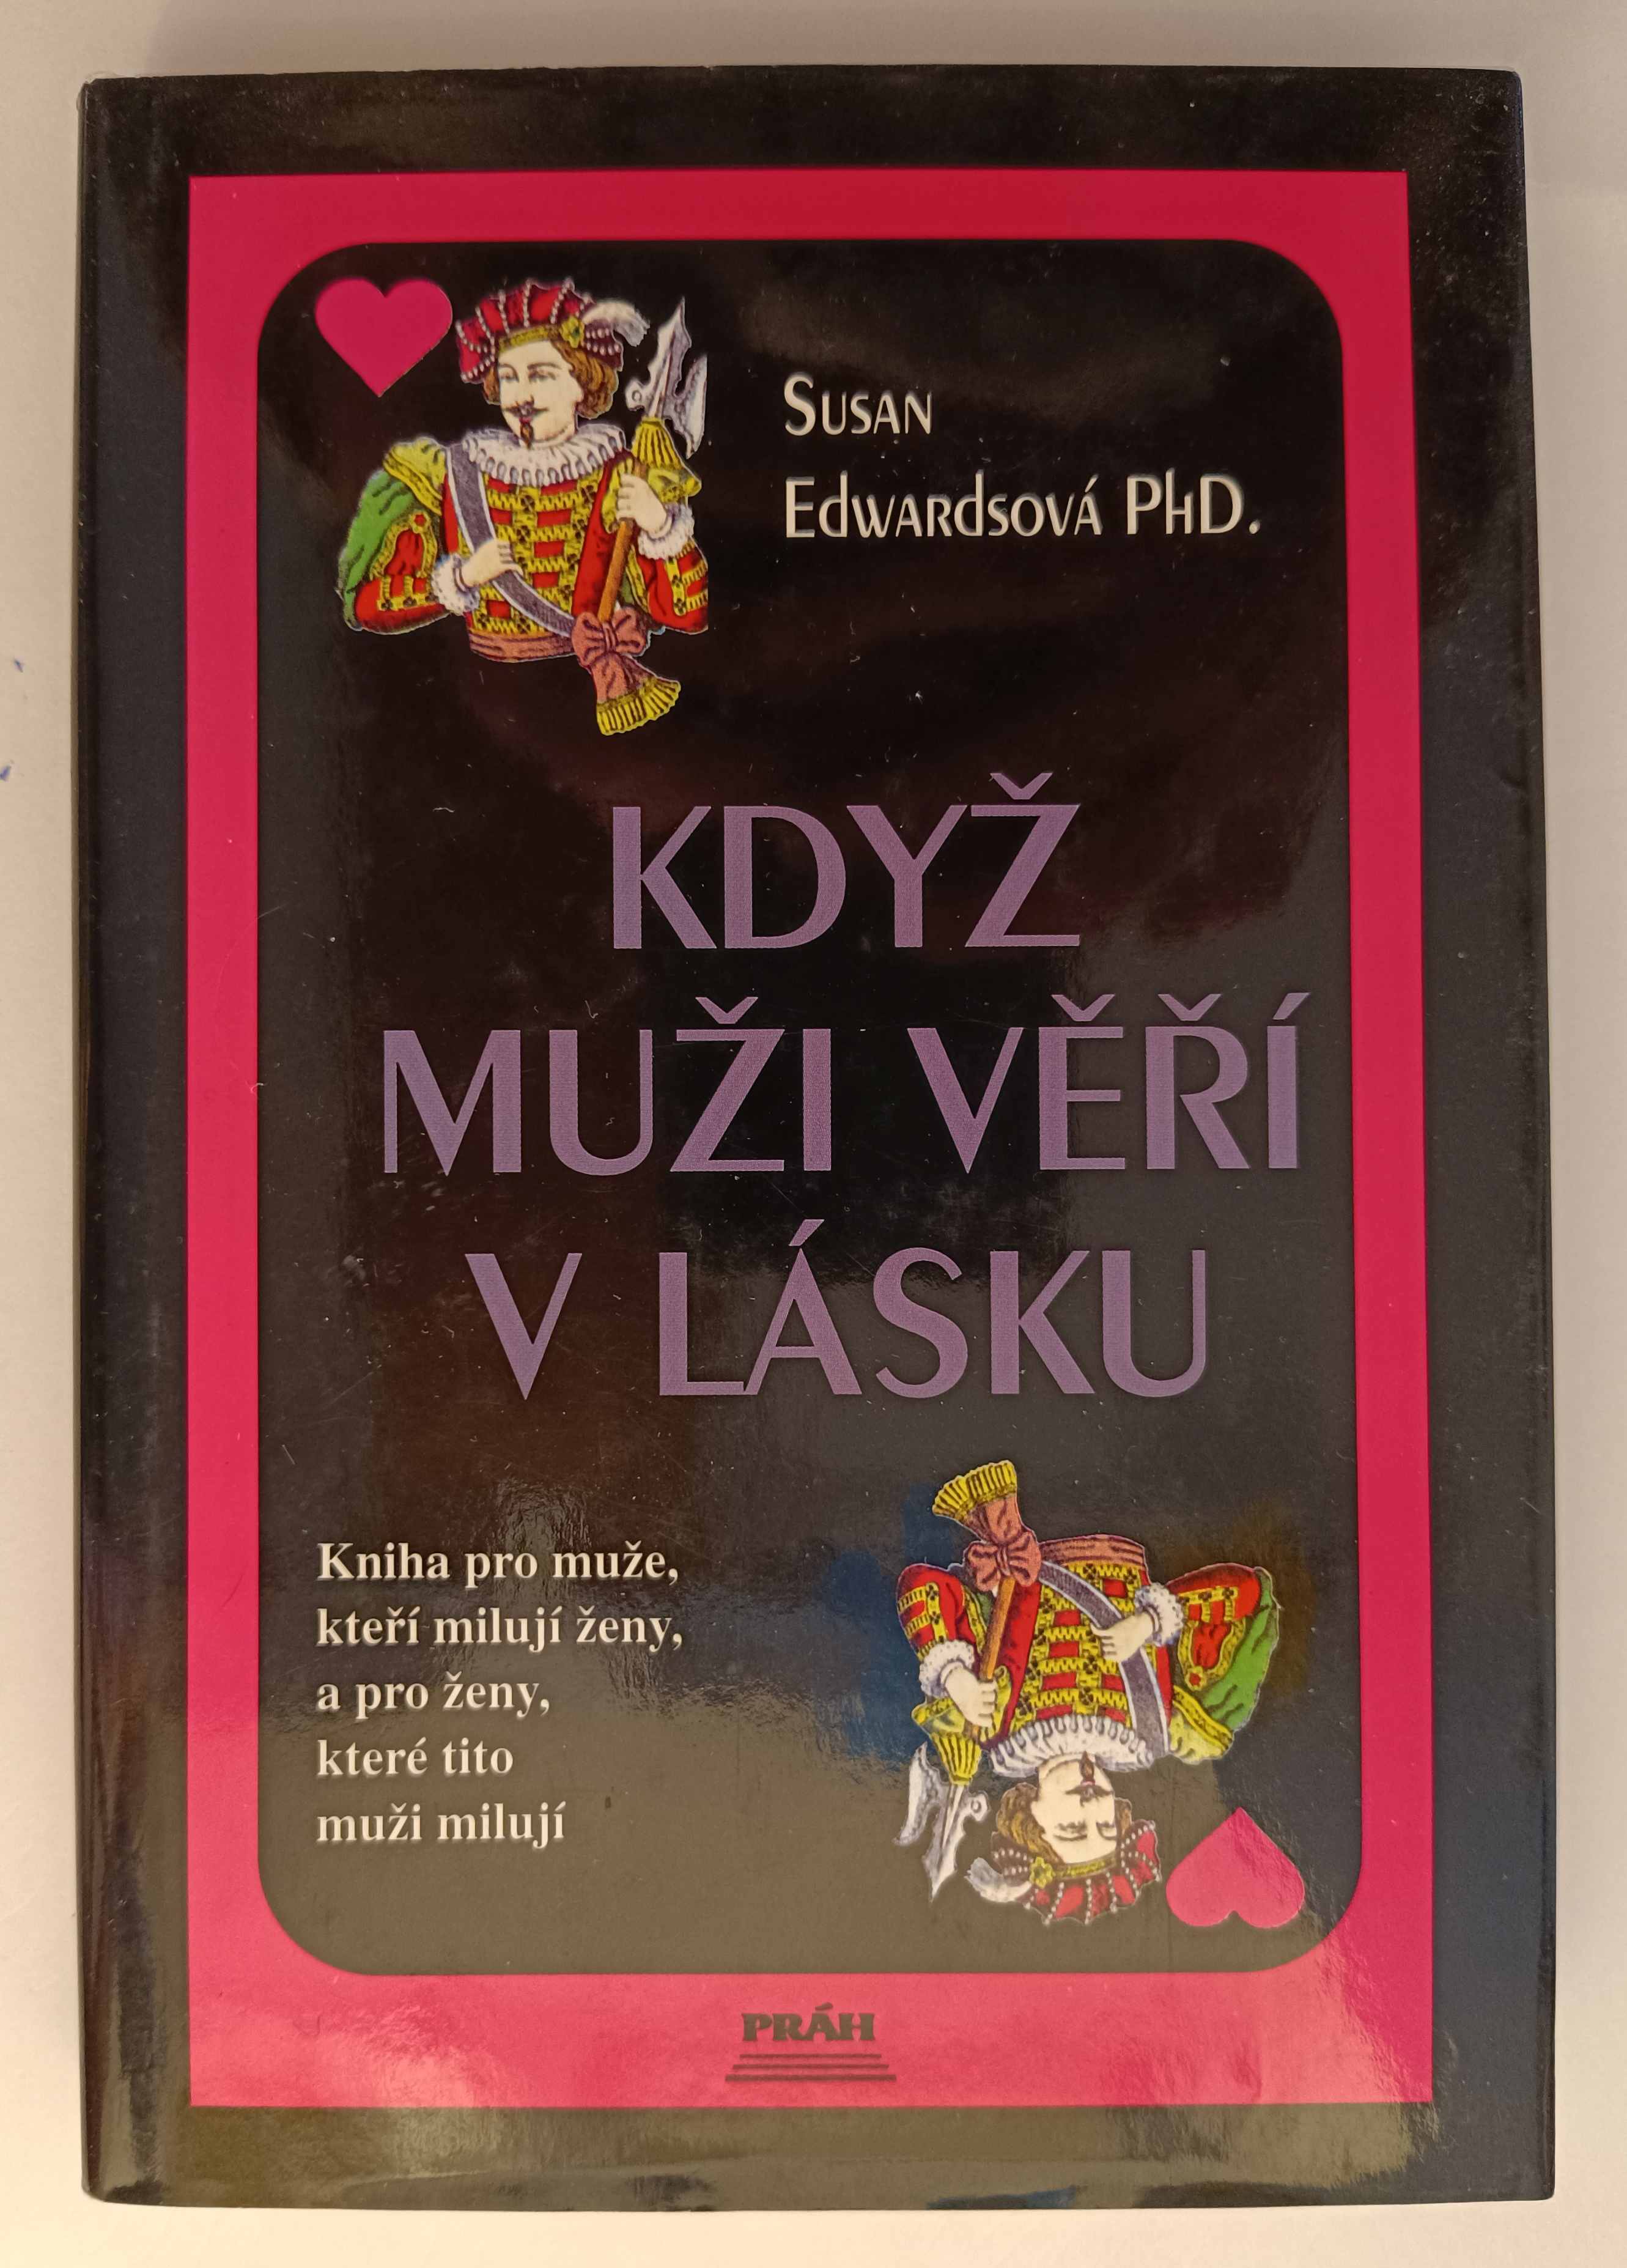 Susan
Edwardsová PhD.
KDYŽ
MUŽI VĚŘÍ
V LÁSKU
Kniha pro muže,
kteří milují ženy,
a pro ženy,
které tito
muži milují
PRÁH